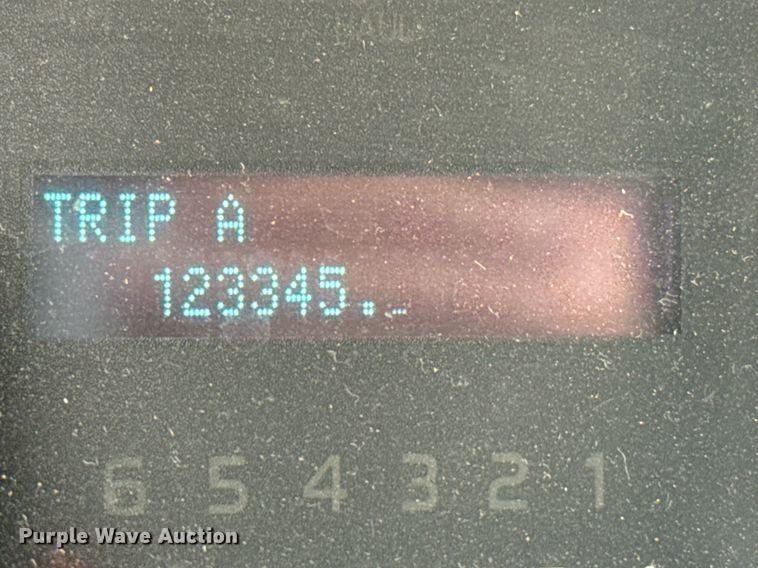 TRIP A
123345._
6 5 4 3 2 1
Purple Wave Auction